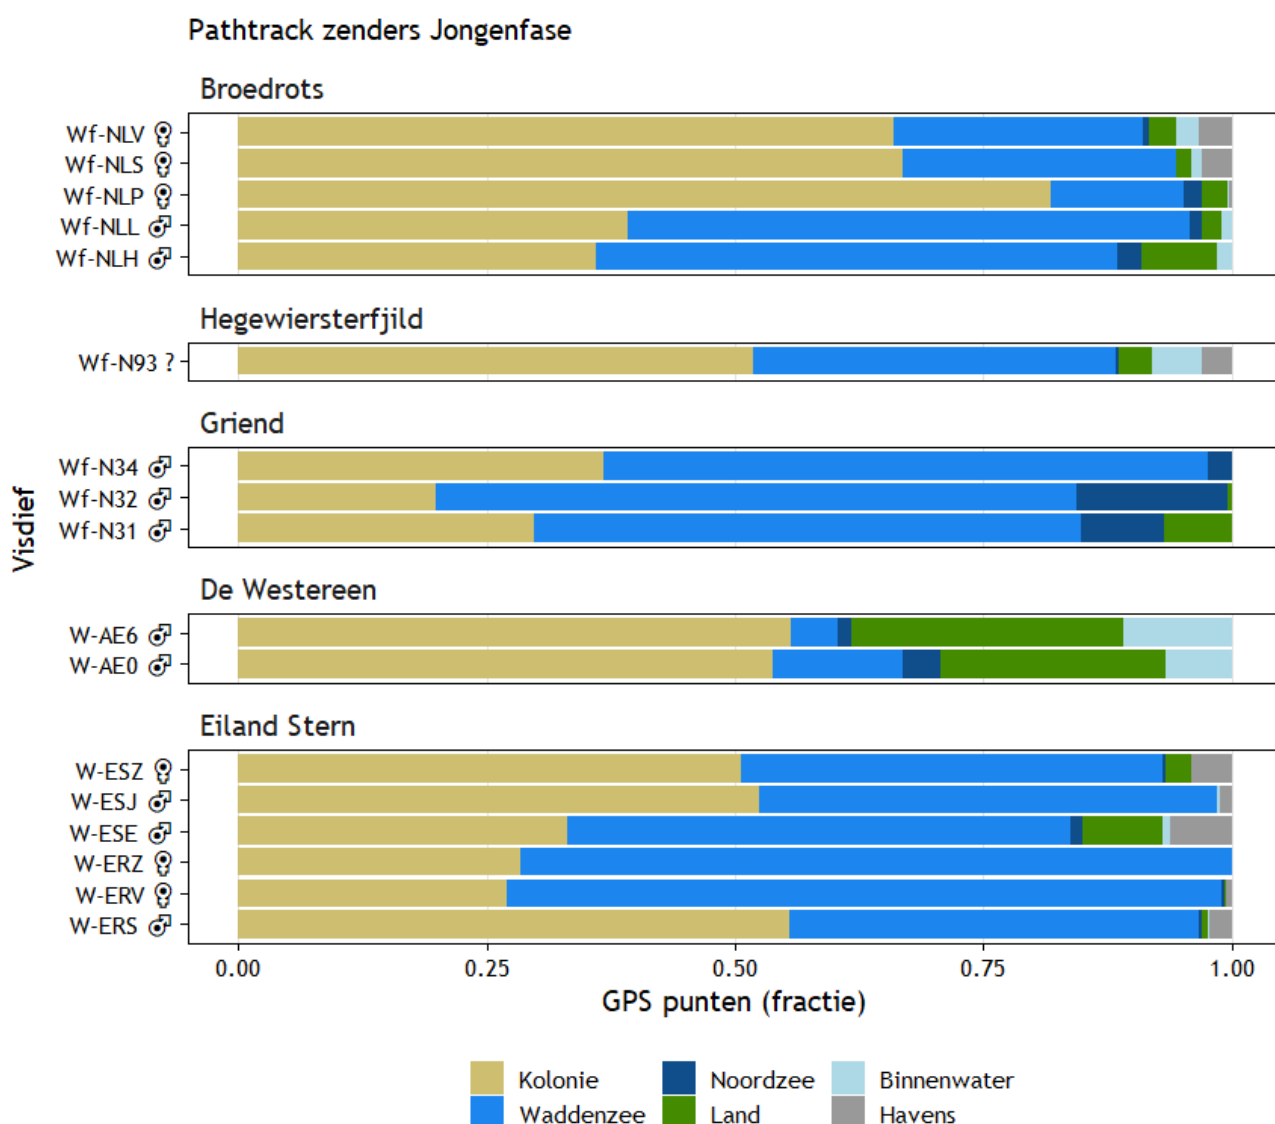 Pathtrack zenders Jongenfase
Broedrots
Wf-NLV ♀
Wf-NLS ♀
Wf-NLP ♀
Wf-NLL ♂
Wf-NLH ♂
Hegewiersterfjild
Wf-N93 ?
Griend
Wf-N34 ♂
Wf-N32 ♂
Wf-N31 ♂
De Westereen
W-AE6 ♂
W-AE0 ♂
Eiland Stern
W-ESZ ♀
W-ESJ ♂
W-ESE ♂
W-ERZ ♀
W-ERV ♀
W-ERS ♂
Visdief
0.00 0.25 0.50 0.75 1.00
GPS punten (fractie)
Kolonie Noordzee Binnenwater
Waddenzee Land Havens